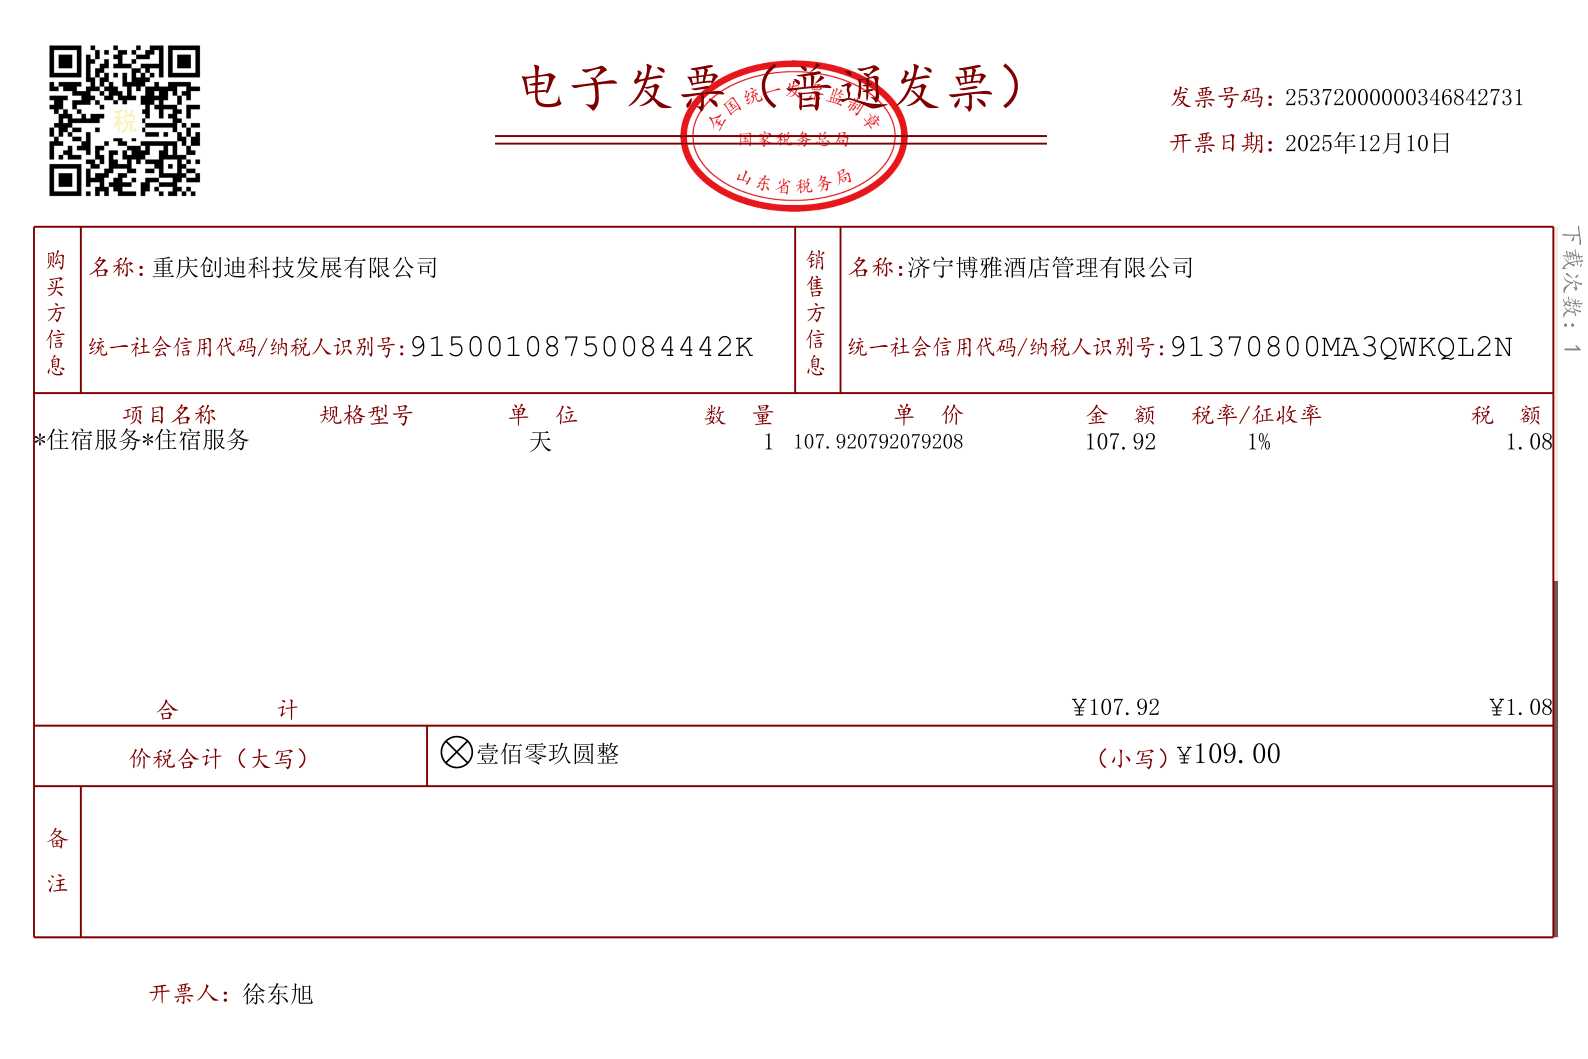 税
电子发票（普通发票）
全国统一发票监制章
国家税务总局
山东省税务局
发票号码：25372000000346842731
开票日期：2025年12月10日
下载次数：1
购买方信息
名称：重庆创迪科技发展有限公司
统一社会信用代码/纳税人识别号：91500108750084442K
销售方信息
名称：济宁博雅酒店管理有限公司
统一社会信用代码/纳税人识别号：91370800MA3QWKQL2N
项目名称 规格型号 单 位 数 量 单 价 金 额 税率/征收率 税 额
*住宿服务*住宿服务 天 1 107.920792079208 107.92 1% 1.08
合 计 ¥107.92 ¥1.08
价税合计（大写） 壹佰零玖圆整 （小写）¥109.00
备注
开票人：徐东旭